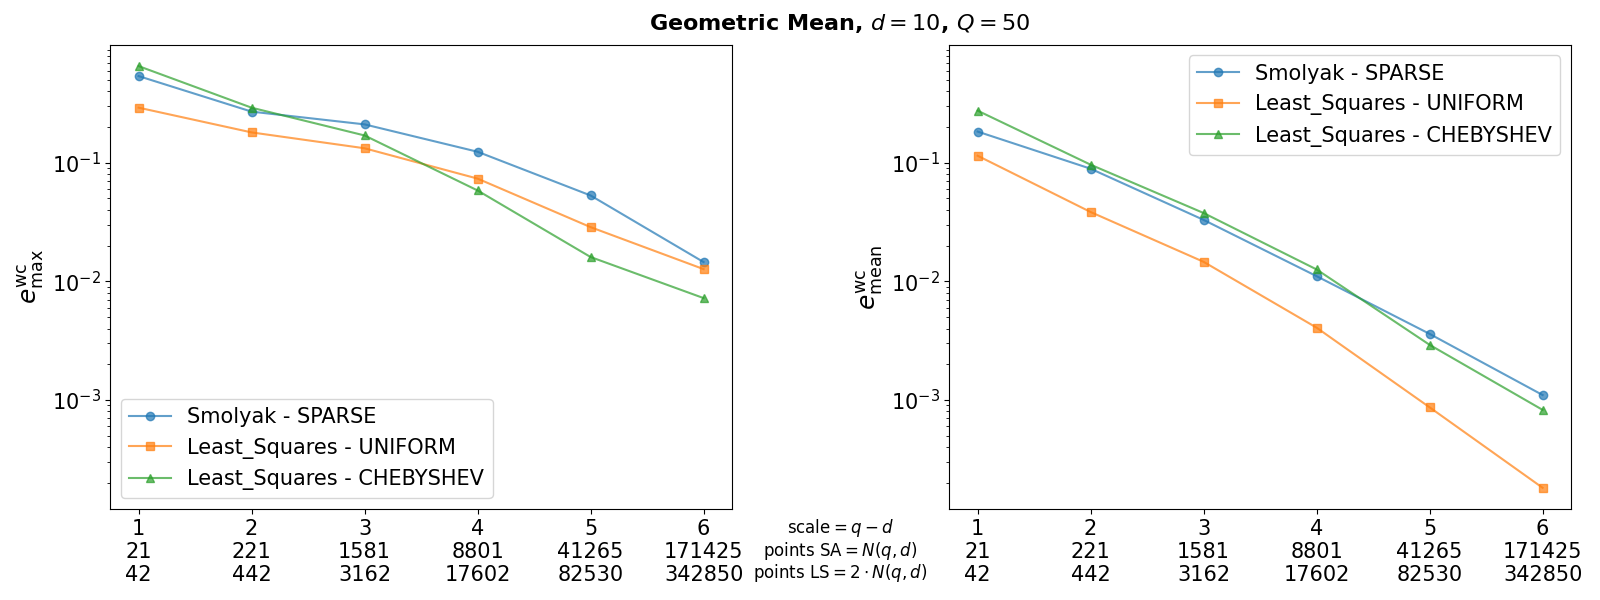 Geometric Mean, d = 10, Q = 50
e^wc_max
10^-1
10^-2
10^-3
Smolyak - SPARSE
Least_Squares - UNIFORM
Least_Squares - CHEBYSHEV
1 2 3 4 5 6
21 221 1581 8801 41265 171425
42 442 3162 17602 82530 342850
scale = q − d
points SA = N(q, d)
points LS = 2 · N(q, d)
e^wc_mean
10^-1
10^-2
10^-3
Smolyak - SPARSE
Least_Squares - UNIFORM
Least_Squares - CHEBYSHEV
1 2 3 4 5 6
21 221 1581 8801 41265 171425
42 442 3162 17602 82530 342850